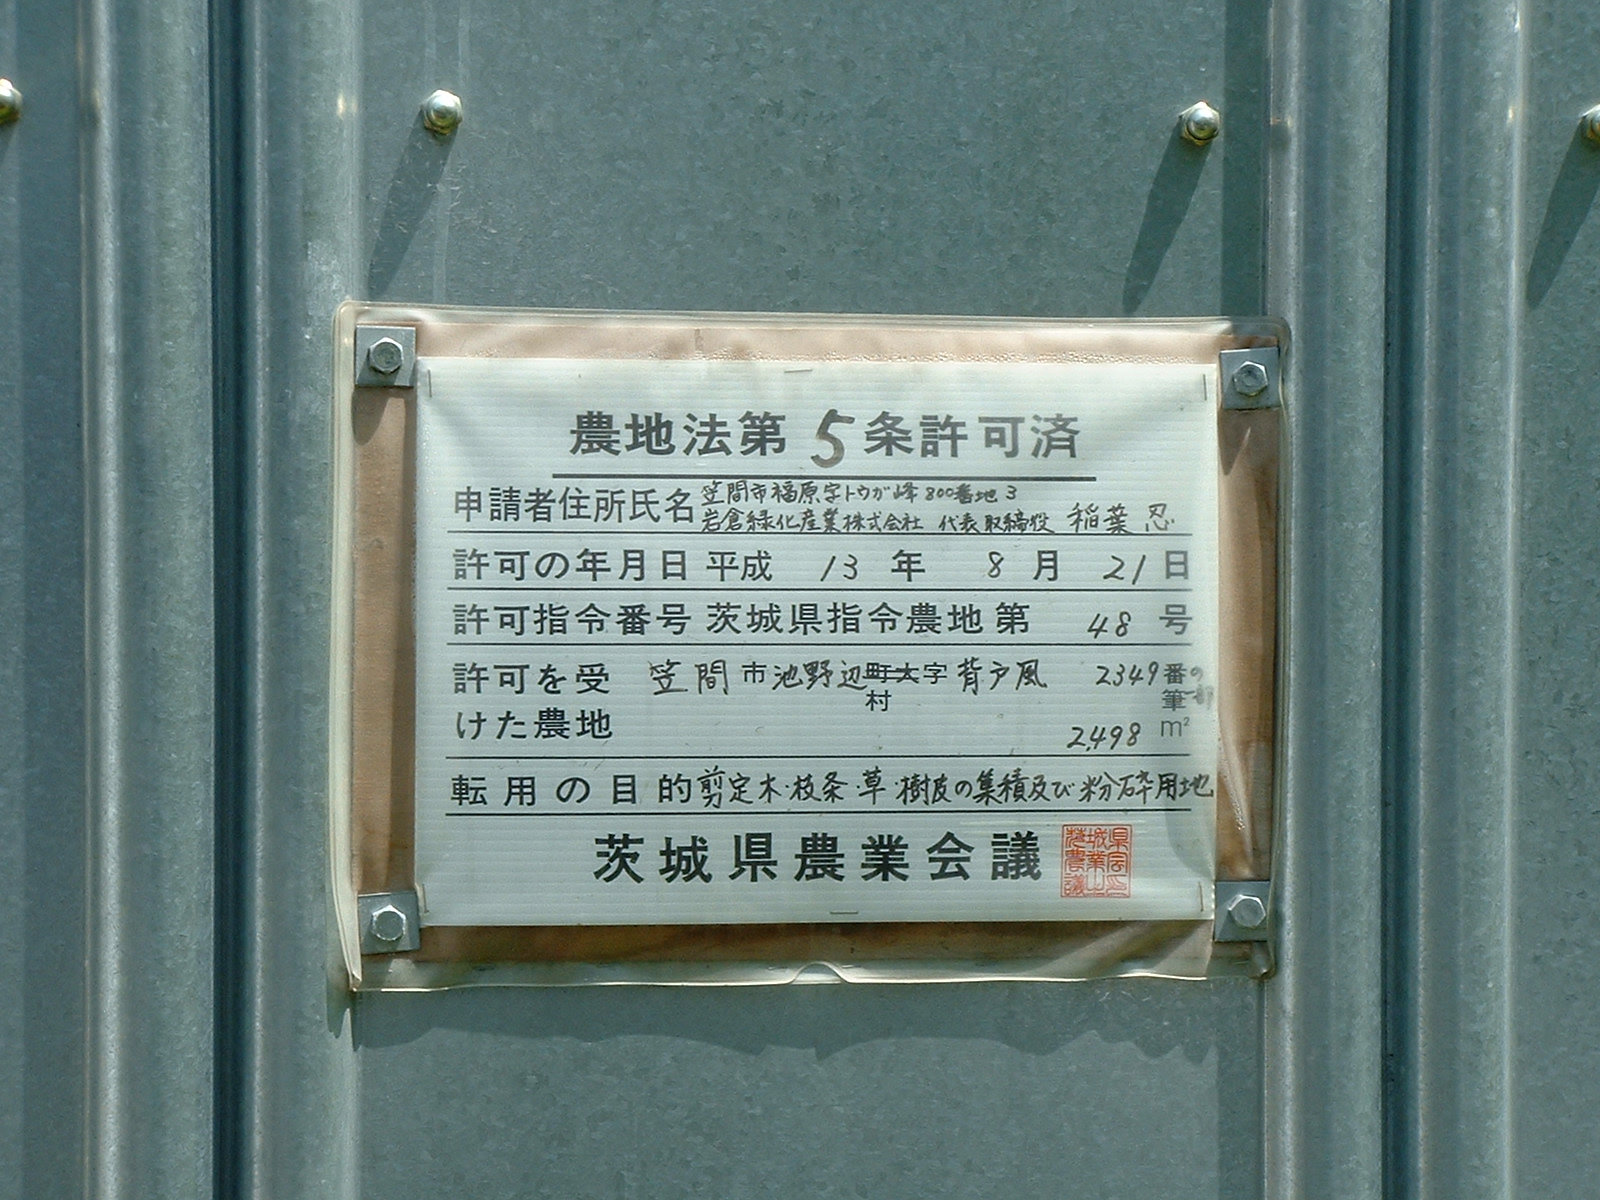 農地法第5条許可済
申請者住所氏名 笠間市福原字トウガ峰800番地3
岩倉緑化産業株式会社 代表取締役 稲葉 忍
許可の年月日 平成 13 年 8 月 21 日
許可指令番号 茨城県指令農地第 48 号
許可を受 笠間 市 池野辺 町大字 背戸風 2349 番の
村 筆一部
けた農地 2,498 m²
転用の目的 剪定木・枝条・草・樹皮の集積及び粉砕用地
茨城県農業会議